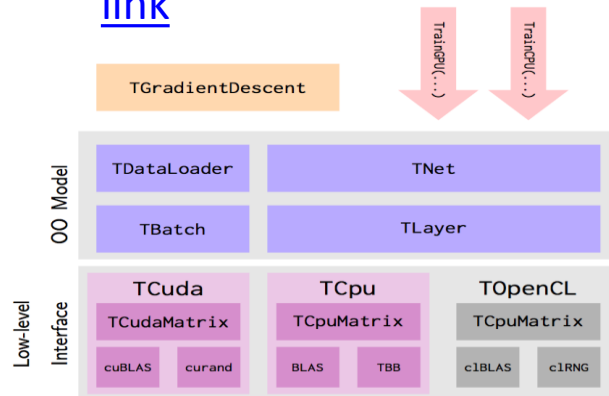 link
TrainGPU(...)
TrainCPU(...)
TGradientDescent
OO Model
TDataLoader
TNet
TBatch
TLayer
Low-level
Interface
TCuda
TCpu
TOpenCL
TCudaMatrix
TCpuMatrix
TCpuMatrix
cuBLAS
curand
BLAS
TBB
clBLAS
clRNG